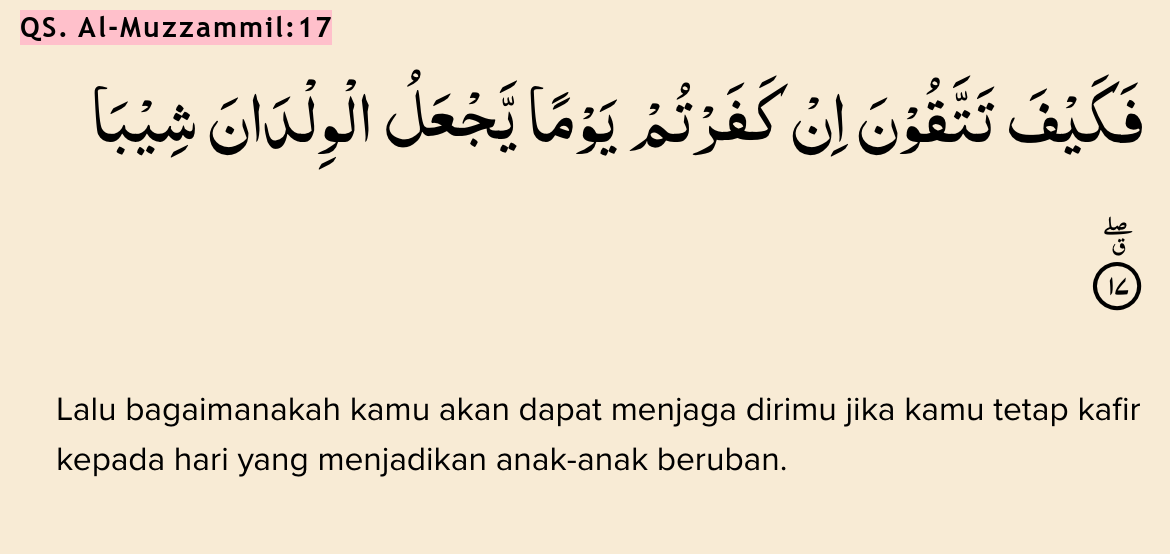 QS. Al-Muzzammil:17
فَكَيْفَ تَتَّقُوْنَ اِنْ كَفَرْتُمْ يَوْمًا يَّجْعَلُ الْوِلْدَانَ شِيْبًا
ۖق
١٧
Lalu bagaimanakah kamu akan dapat menjaga dirimu jika kamu tetap kafir
kepada hari yang menjadikan anak-anak beruban.